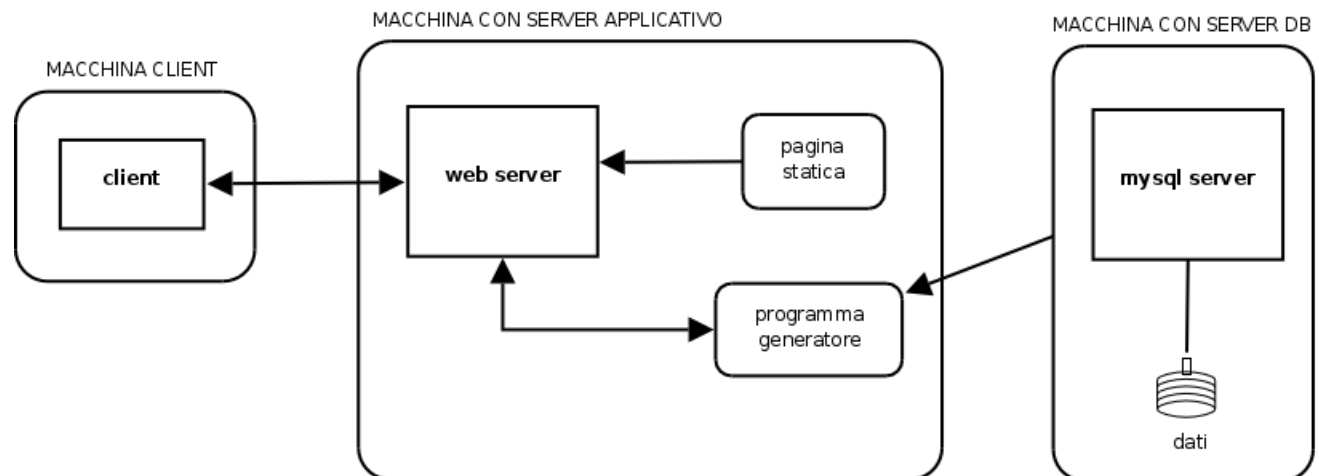 MACCHINA CON SERVER APPLICATIVO
MACCHINA CON SERVER DB
MACCHINA CLIENT
client
web server
pagina
statica
mysql server
programma
generatore
dati